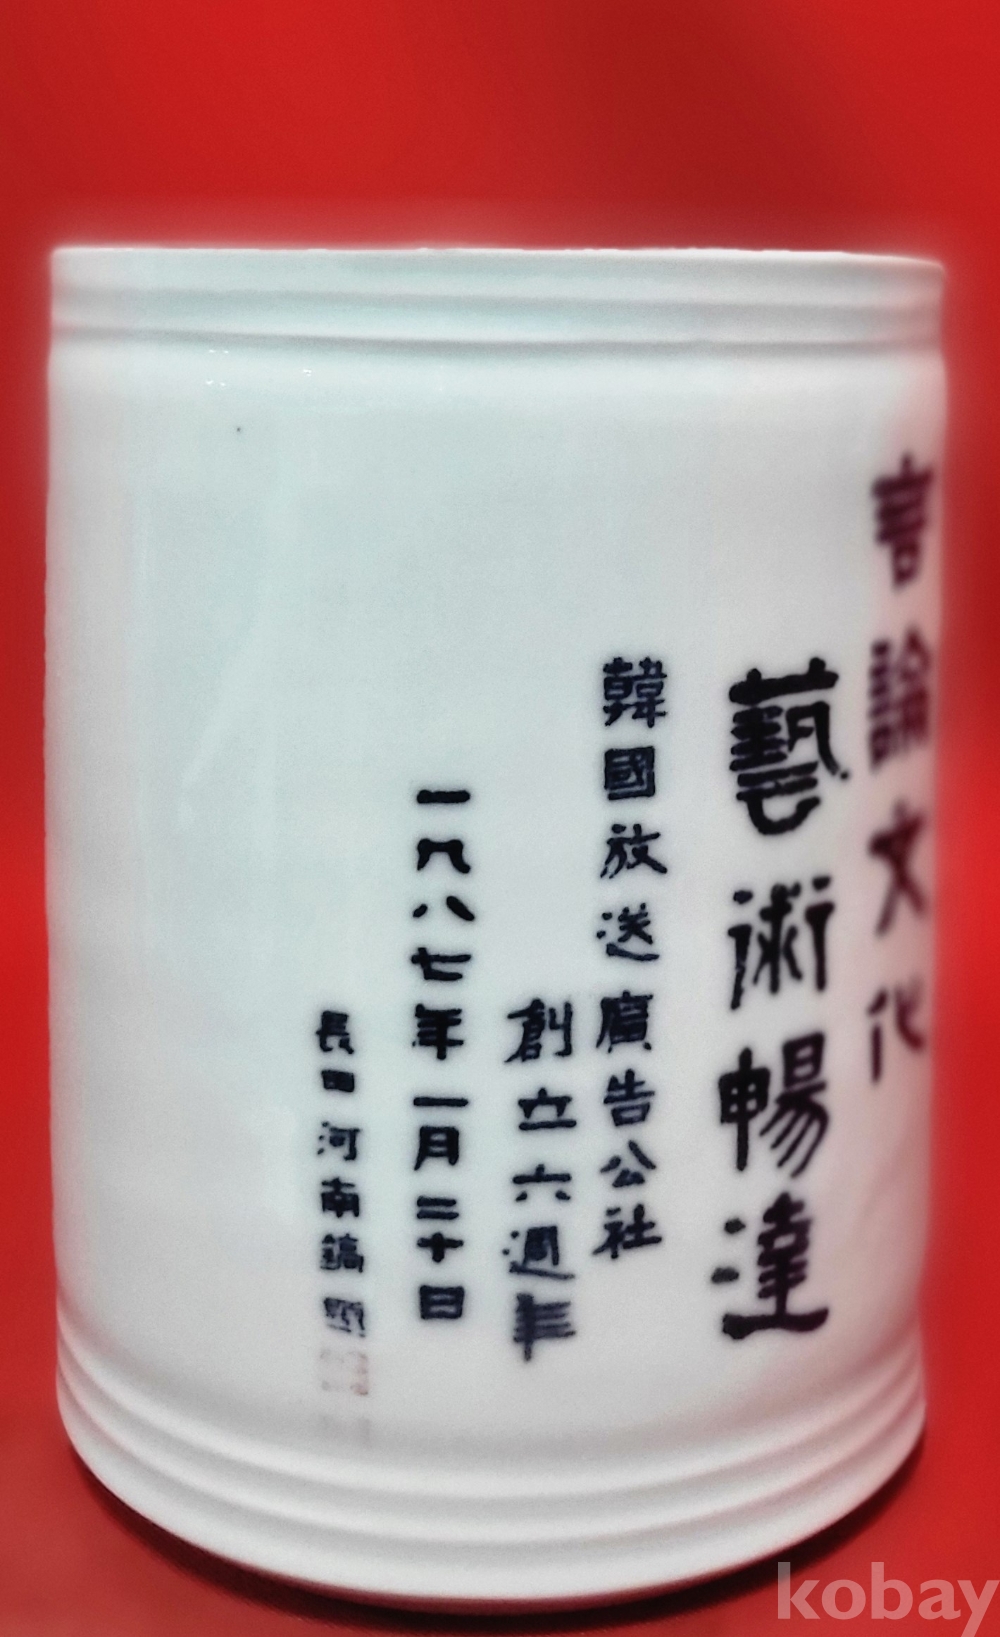 言論文化
藝術暢達
韓國放送廣告公社
創立六週年
一九八七年一月二十日
長田河南鎬題
kobay